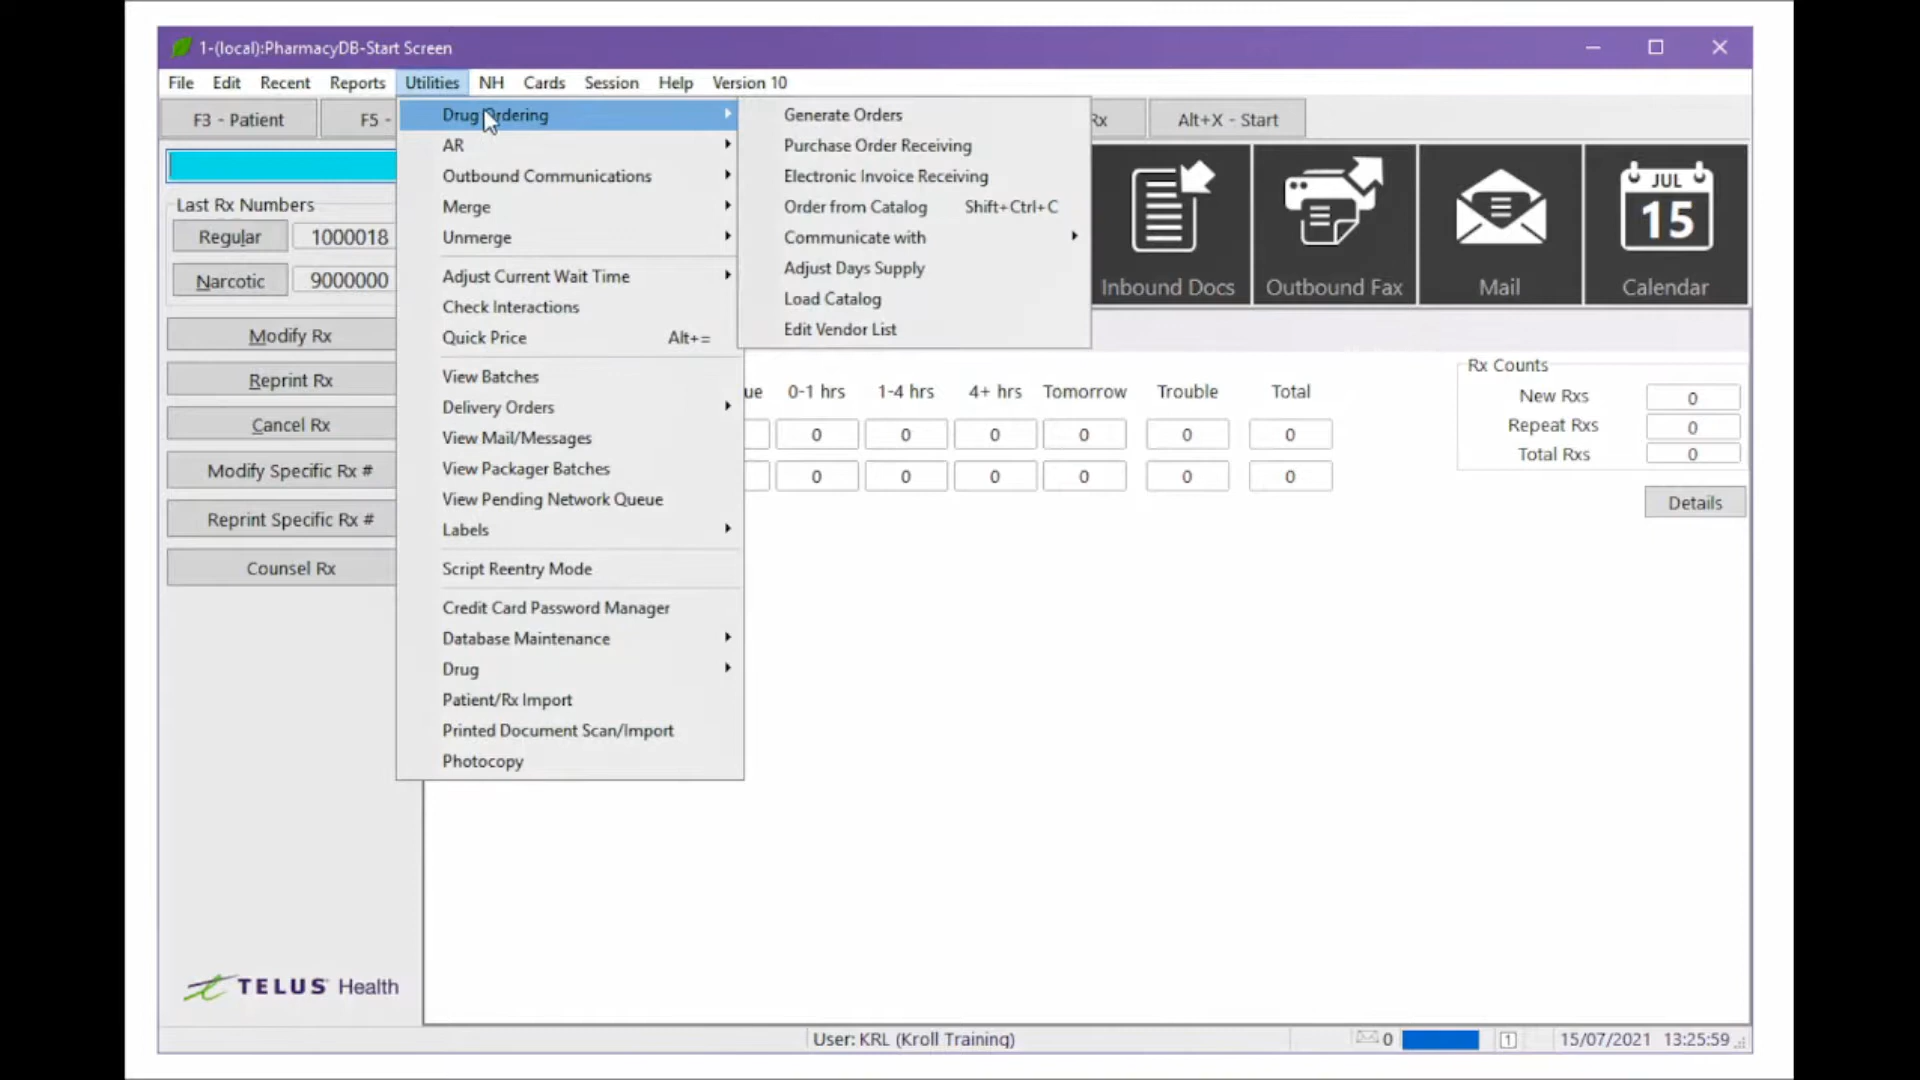 1-(local):PharmacyDB-Start Screen
File Edit Recent Reports Utilities NH Cards Session Help Version 10
F3 - Patient F5 - Rx Alt+X - Start
Last Rx Numbers
Regular 1000018
Narcotic 9000000
Modify Rx
Reprint Rx
Cancel Rx
Modify Specific Rx #
Reprint Specific Rx #
Counsel Rx
TELUS Health
Drug Ordering
AR
Outbound Communications
Merge
Unmerge
Adjust Current Wait Time
Check Interactions
Quick Price Alt+=
View Batches
Delivery Orders
View Mail/Messages
View Packager Batches
View Pending Network Queue
Labels
Script Reentry Mode
Credit Card Password Manager
Database Maintenance
Drug
Patient/Rx Import
Printed Document Scan/Import
Photocopy
Generate Orders
Purchase Order Receiving
Electronic Invoice Receiving
Order from Catalog Shift+Ctrl+C
Communicate with
Adjust Days Supply
Load Catalog
Edit Vendor List
Inbound Docs
Outbound Fax
Mail
JUL
15
Calendar
ue 0-1 hrs 1-4 hrs 4+ hrs Tomorrow Trouble Total
0 0 0 0 0 0
0 0 0 0 0 0
Rx Counts
New Rxs 0
Repeat Rxs 0
Total Rxs 0
Details
User: KRL (Kroll Training) 0 1 15/07/2021 13:25:59